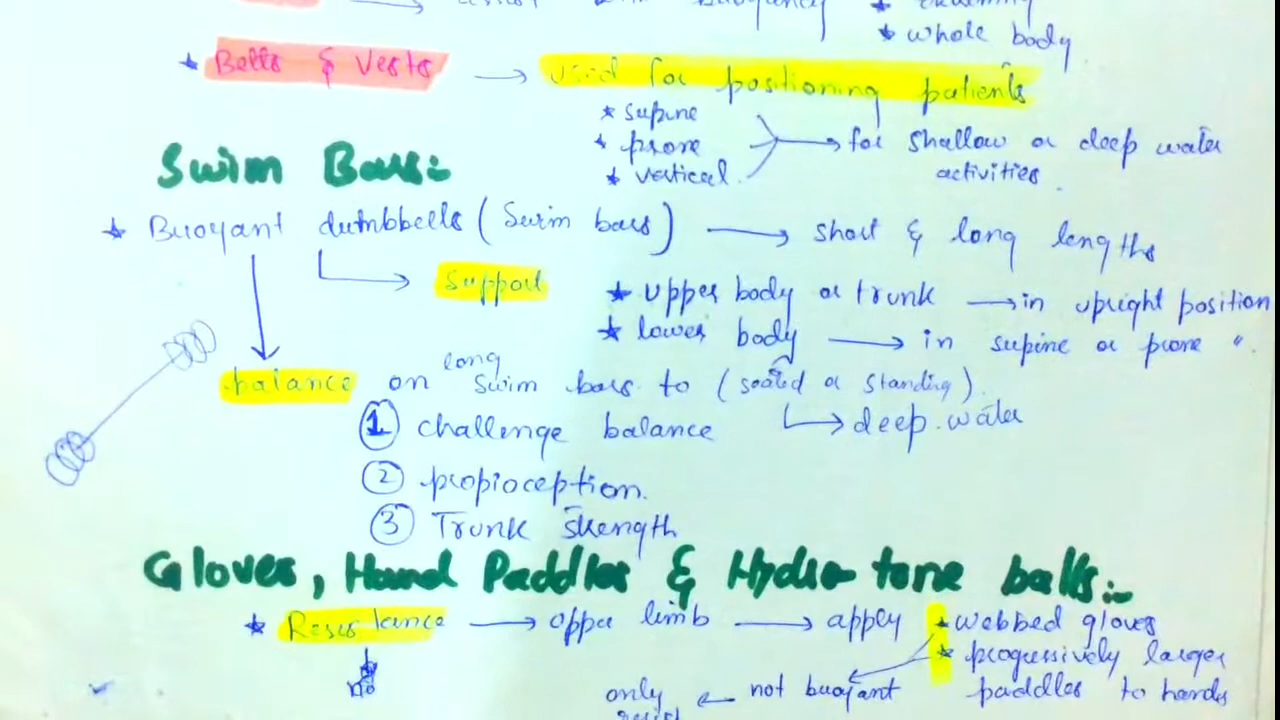 buoyancy
★ whole body
★ Belts & Vests → used for positioning patients
★ supine
★ prone → for shallow or deep water
★ vertical activities.
Swim Bars:
★ Buoyant dumbbells (Swim bars) → short & long lengths
Support ★ upper body or trunk → in upright position
★ lower body → in supine or prone "
balance on long swim bars to (seated or standing)
① challenge balance → deep water
② propioception.
③ Trunk strength
Gloves, Hand Paddles & Hydro tone balls:-
★ Resistance → upper limb → apply ★ webbed gloves
★ progressively larger
only ← not buoyant paddles to hands